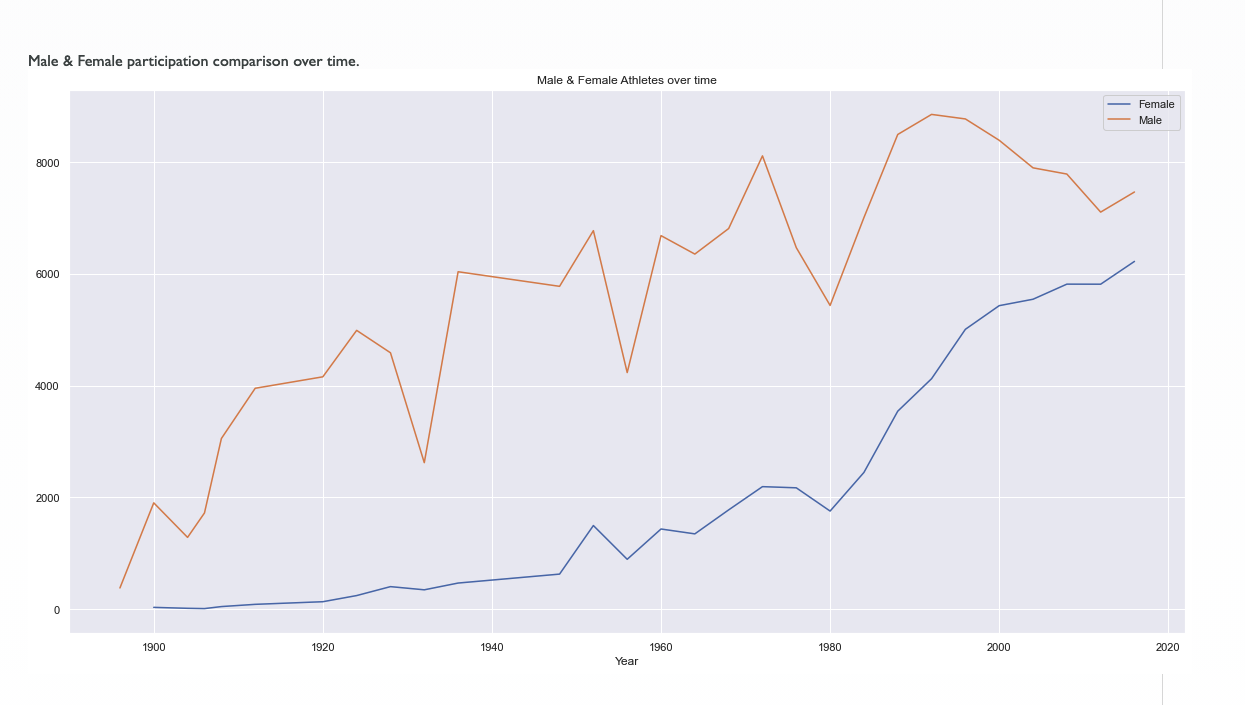 Male & Female participation comparison over time.
Male & Female Athletes over time
Female
Male
8000
6000
4000
2000
0
1900 1920 1940 1960 1980 2000 2020
Year